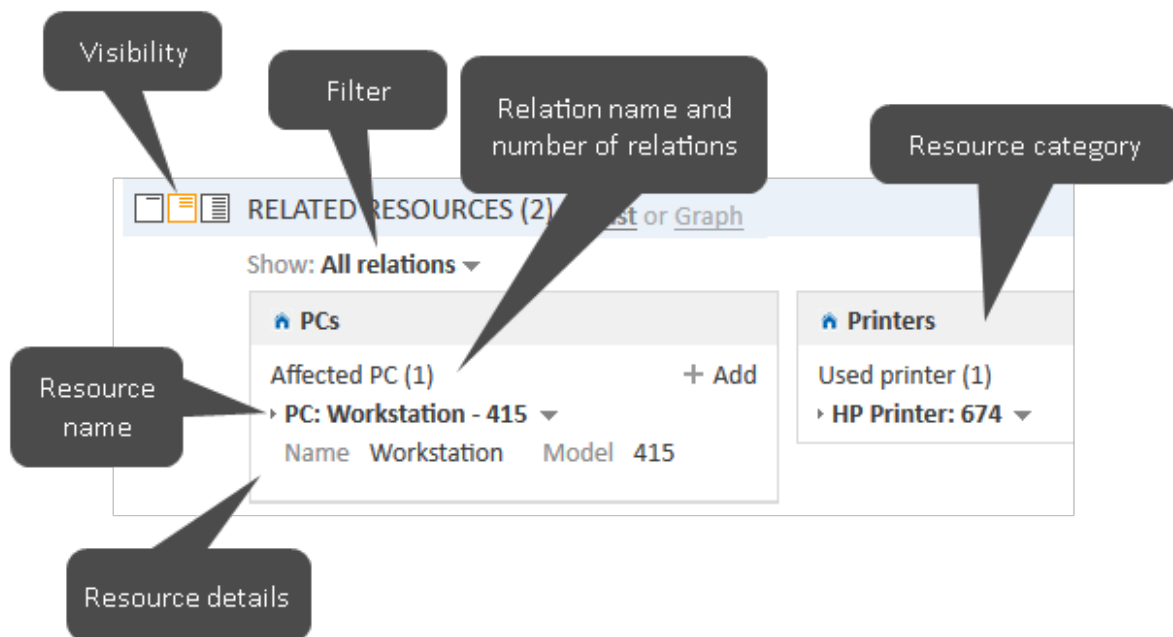 Visibility
Filter
Relation name and
number of relations
Resource category
RELATED RESOURCES (2) or Graph
Show: All relations
PCs
Printers
Affected PC (1) + Add
Used printer (1)
Resource
name
PC: Workstation - 415
HP Printer: 674
Name Workstation Model 415
Resource details